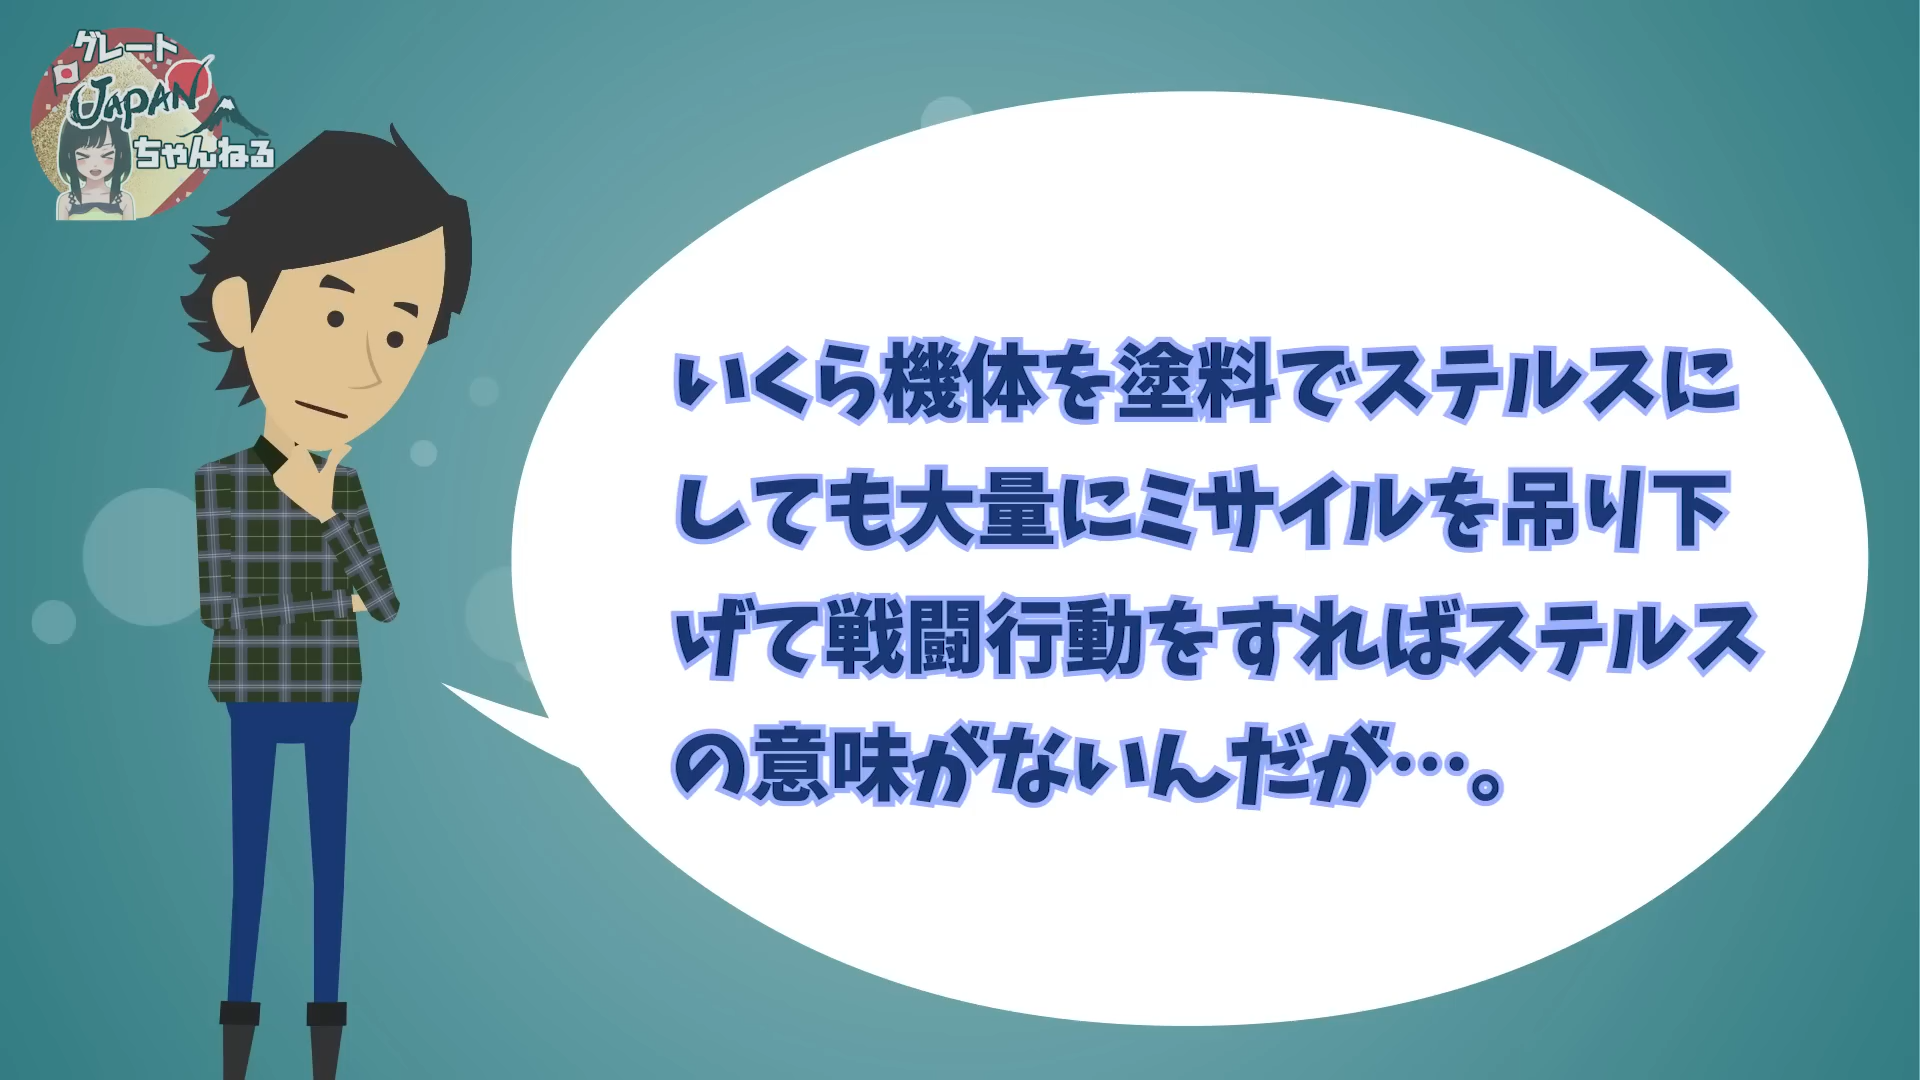 グレート
JAPAN
ちゃんねる
いくら機体を塗料でステルスに
しても大量にミサイルを吊り下
げて戦闘行動をすればステルス
の意味がないんだが…。